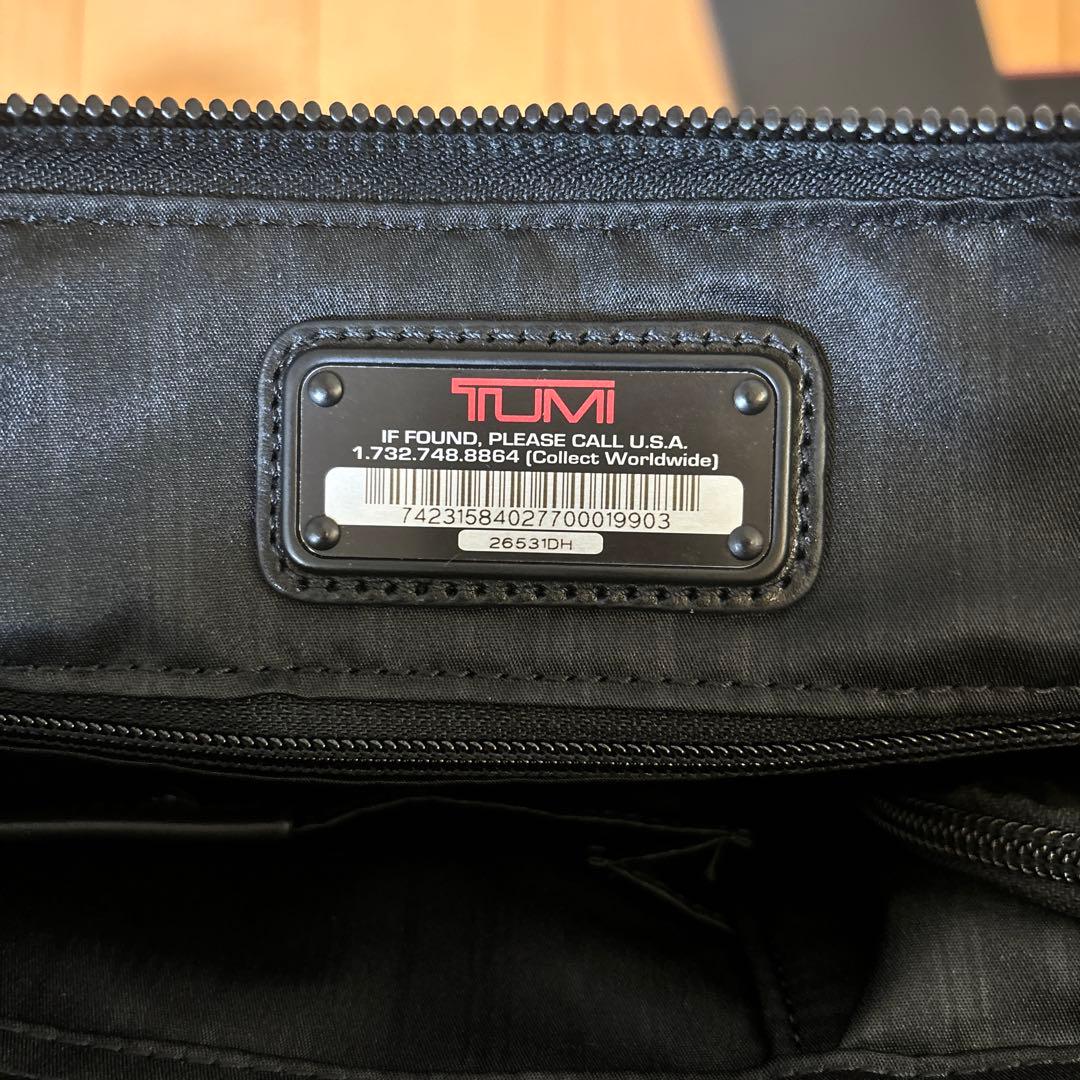 TUMI
IF FOUND, PLEASE CALL U.S.A.
1.732.748.8864 (Collect Worldwide)
74231584027700019903
26531DH